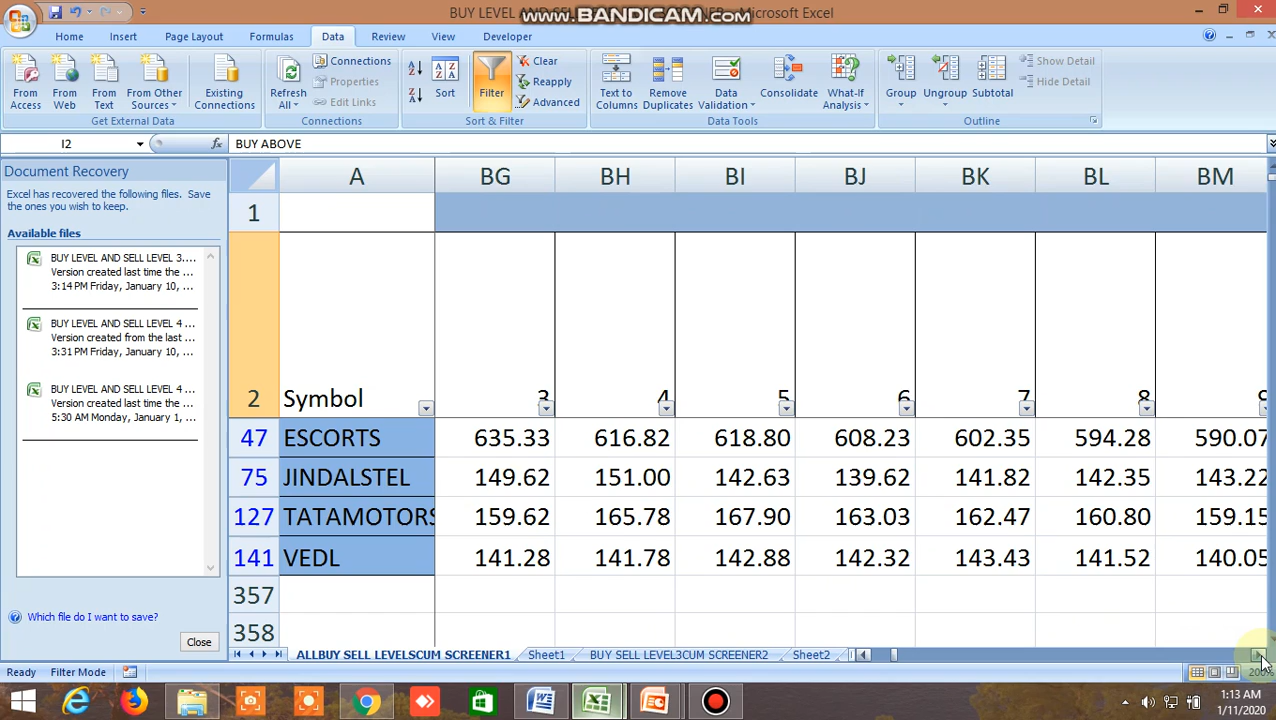 BUY LEVEL AND SELL - Microsoft Excel
www.BANDICAM.com
Home Insert Page Layout Formulas Data Review View Developer
From Access
From Web
From Text
From Other Sources
Existing Connections
Get External Data
Refresh All
Connections
Properties
Edit Links
Connections
Sort
Filter
Clear
Reapply
Advanced
Sort & Filter
Text to Columns
Remove Duplicates
Data Validation
Consolidate
What-If Analysis
Data Tools
Group
Ungroup
Subtotal
Show Detail
Hide Detail
Outline
I2 fx BUY ABOVE
Document Recovery
Excel has recovered the following files. Save
the ones you wish to keep.
Available files
BUY LEVEL AND SELL LEVEL 3....
Version created last time the ...
3:14 PM Friday, January 10, ...
BUY LEVEL AND SELL LEVEL 4 ...
Version created from the last ...
3:31 PM Friday, January 10, ...
BUY LEVEL AND SELL LEVEL 4 ...
Version created last time the ...
5:30 AM Monday, January 1, ...
Which file do I want to save?
Close
A BG BH BI BJ BK BL BM
1
2 Symbol 3 4 5 6 7 8 9
47 ESCORTS 635.33 616.82 618.80 608.23 602.35 594.28 590.07
75 JINDALSTEL 149.62 151.00 142.63 139.62 141.82 142.35 143.22
127 TATAMOTORS 159.62 165.78 167.90 163.03 162.47 160.80 159.15
141 VEDL 141.28 141.78 142.88 142.32 143.43 141.52 140.05
357
358
ALLBUY SELL LEVELSCUM SCREENER1 Sheet1 BUY SELL LEVEL3CUM SCREENER2 Sheet2
Ready Filter Mode 200%
1:13 AM
1/11/2020